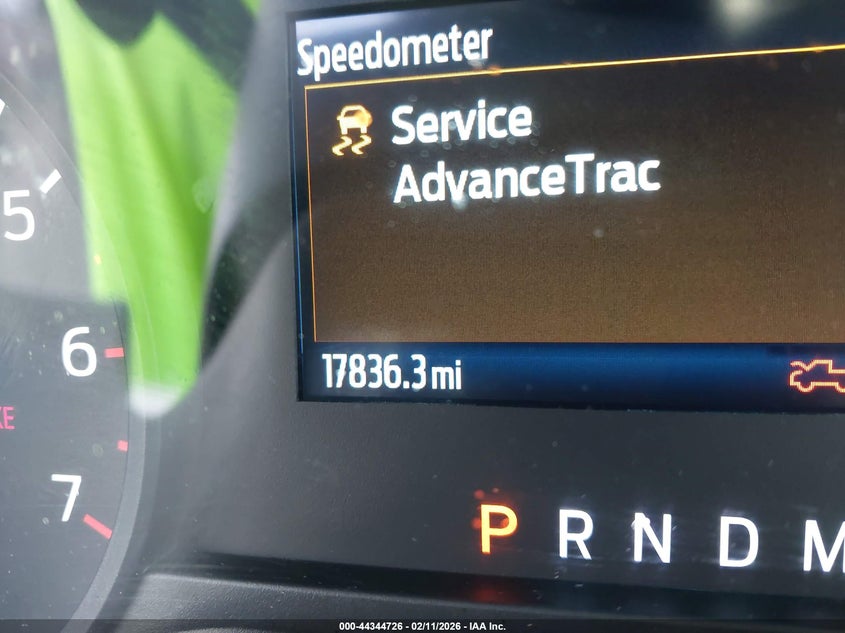 Speedometer
Service
AdvanceTrac
5
6
7
17836.3 mi
P R N D M
000-44344726 - 02/11/2026 - IAA Inc.